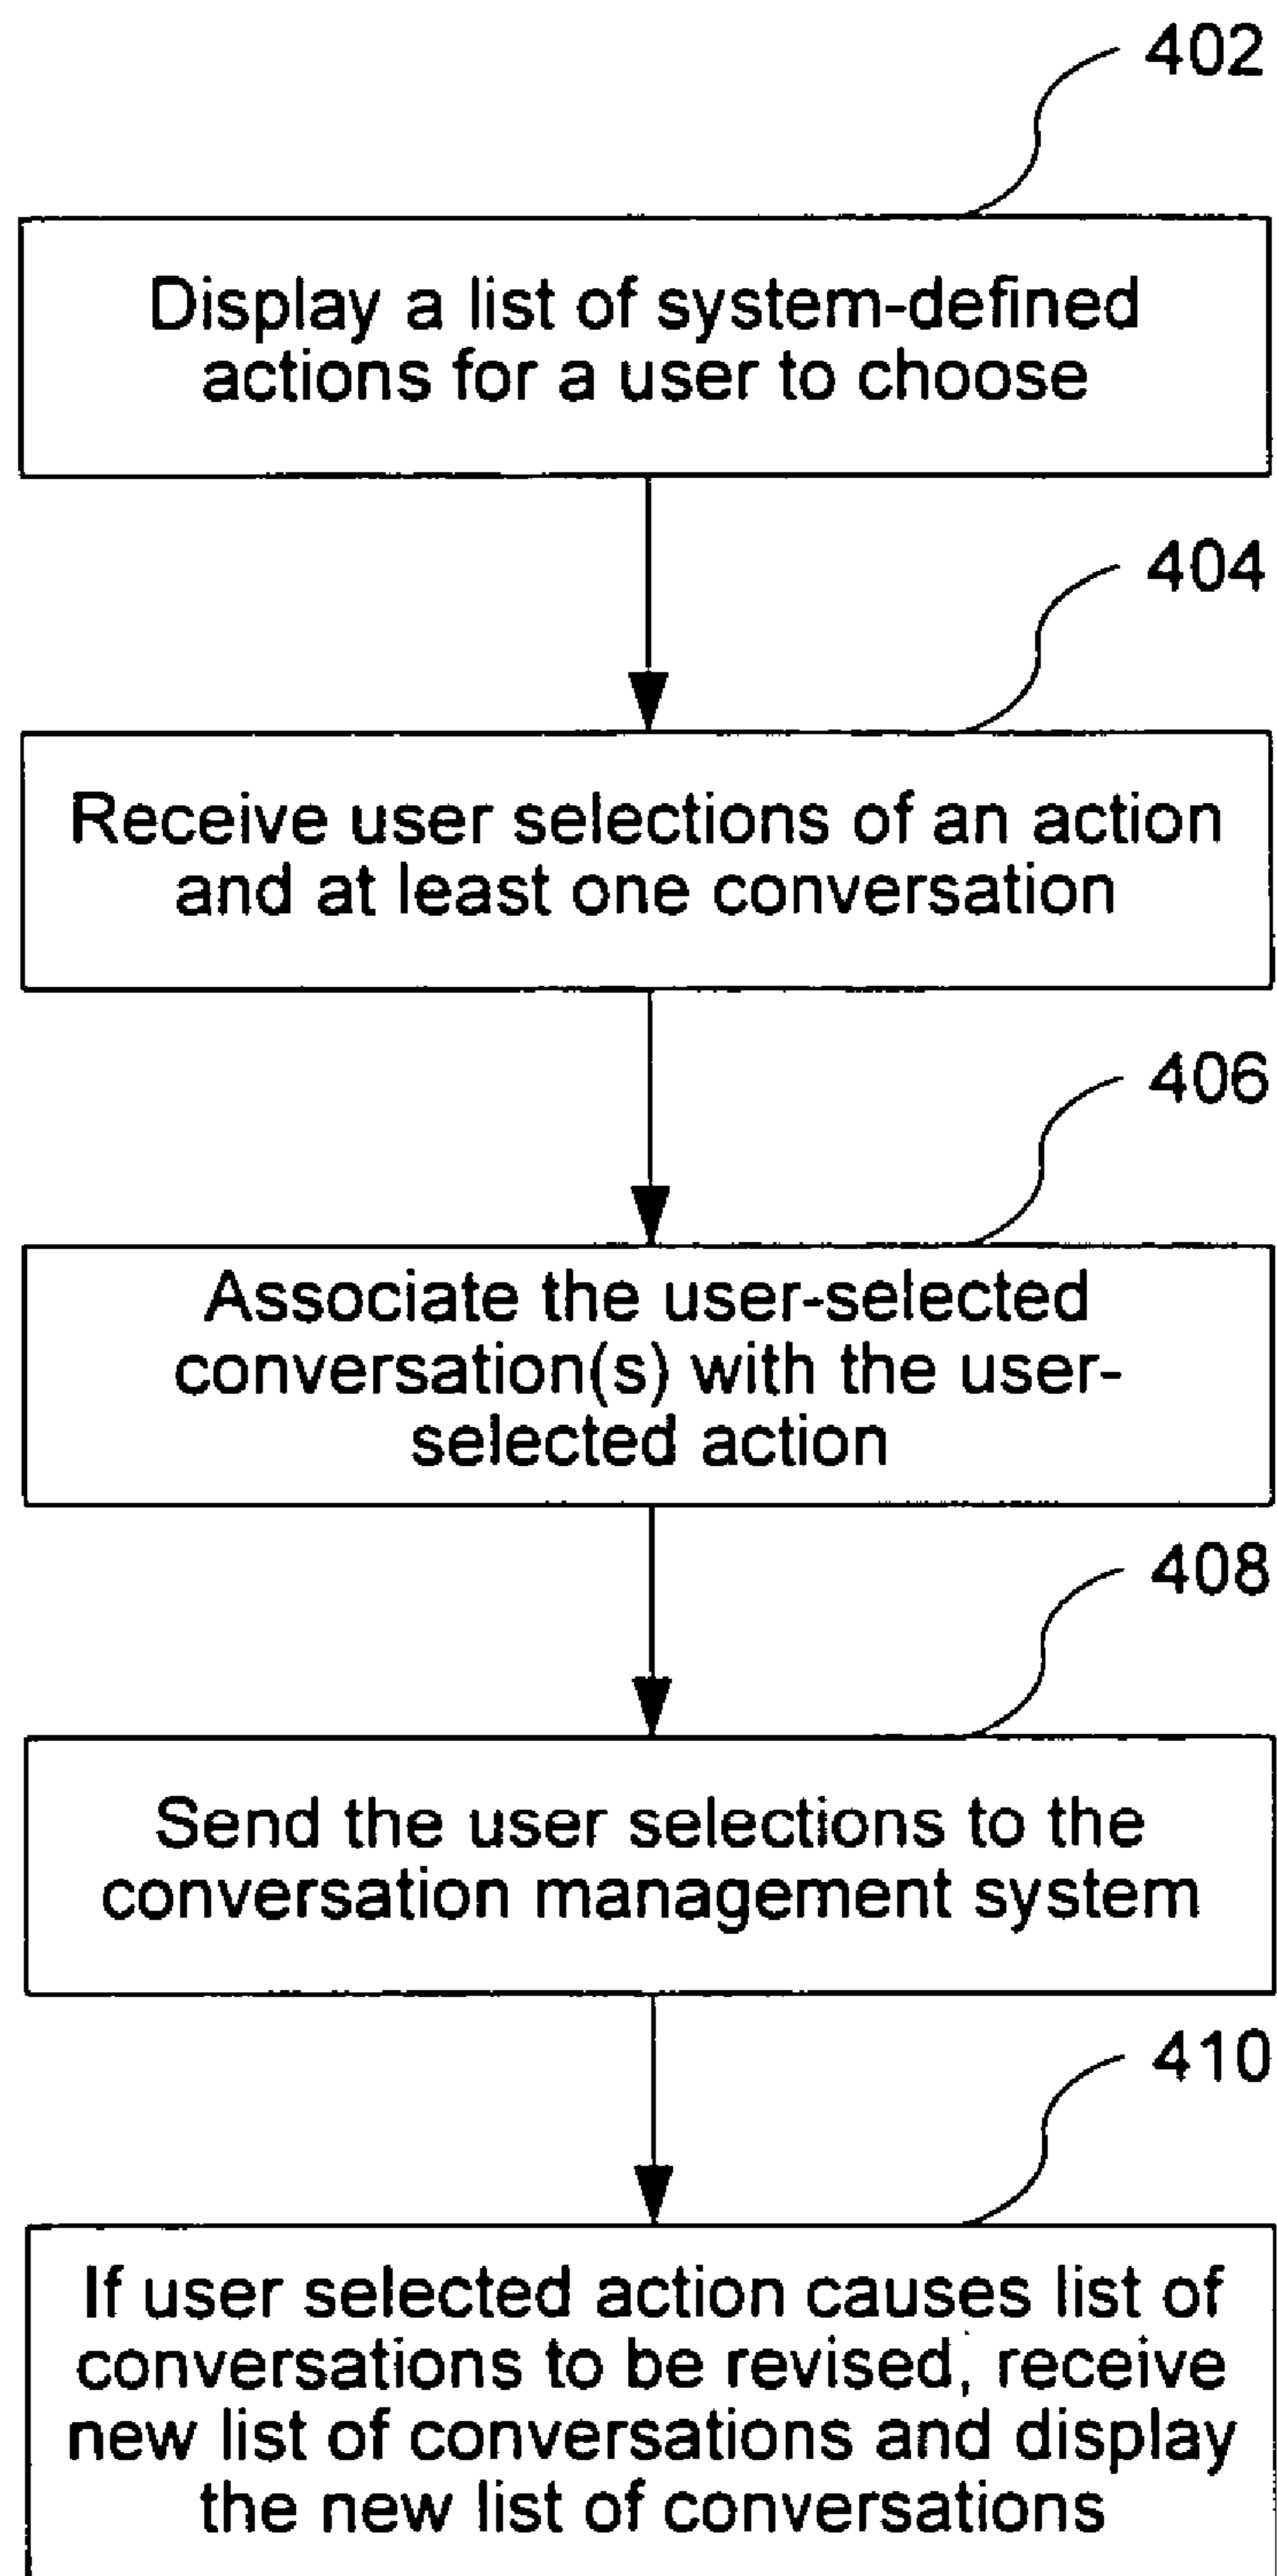 402
Display a list of system-defined
actions for a user to choose
404
Receive user selections of an action
and at least one conversation
406
Associate the user-selected
conversation(s) with the user-
selected action
408
Send the user selections to the
conversation management system
410
If user selected action causes list of
conversations to be revised, receive
new list of conversations and display
the new list of conversations